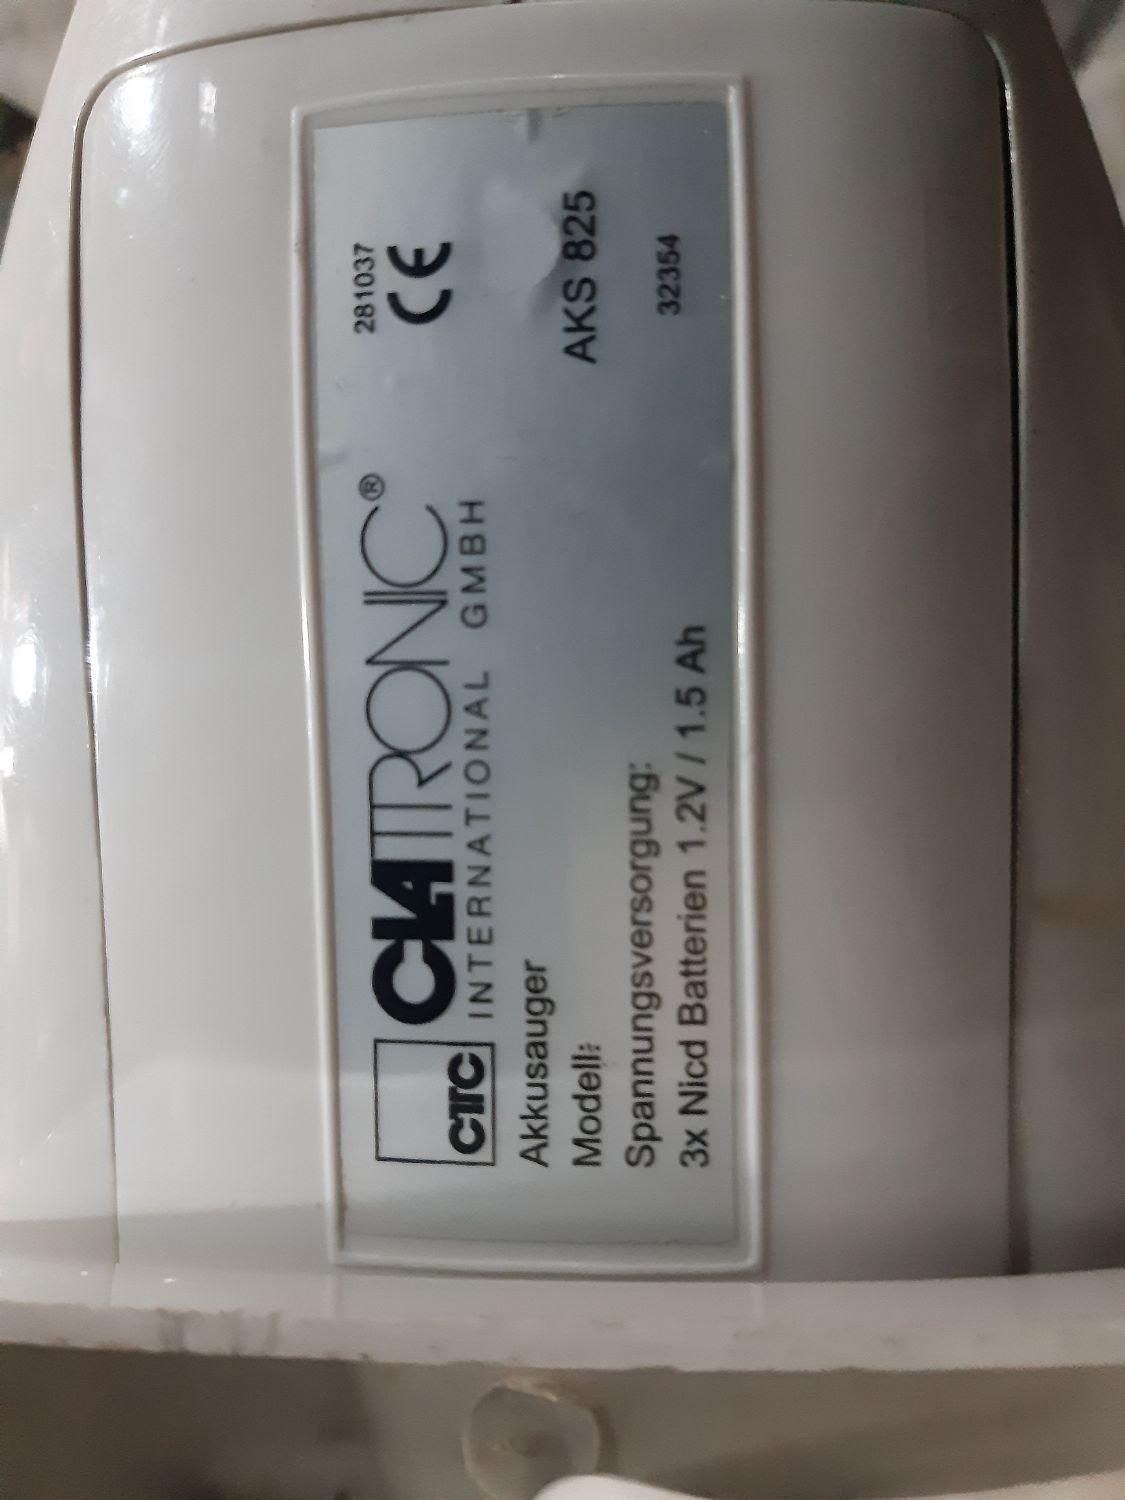 281037
CE
CTC CLATRONIC®
INTERNATIONAL GMBH
Akkusauger
Modell: AKS 825
Spannungsversorgung: 32354
3x Nicd Batterien 1.2V / 1.5 Ah